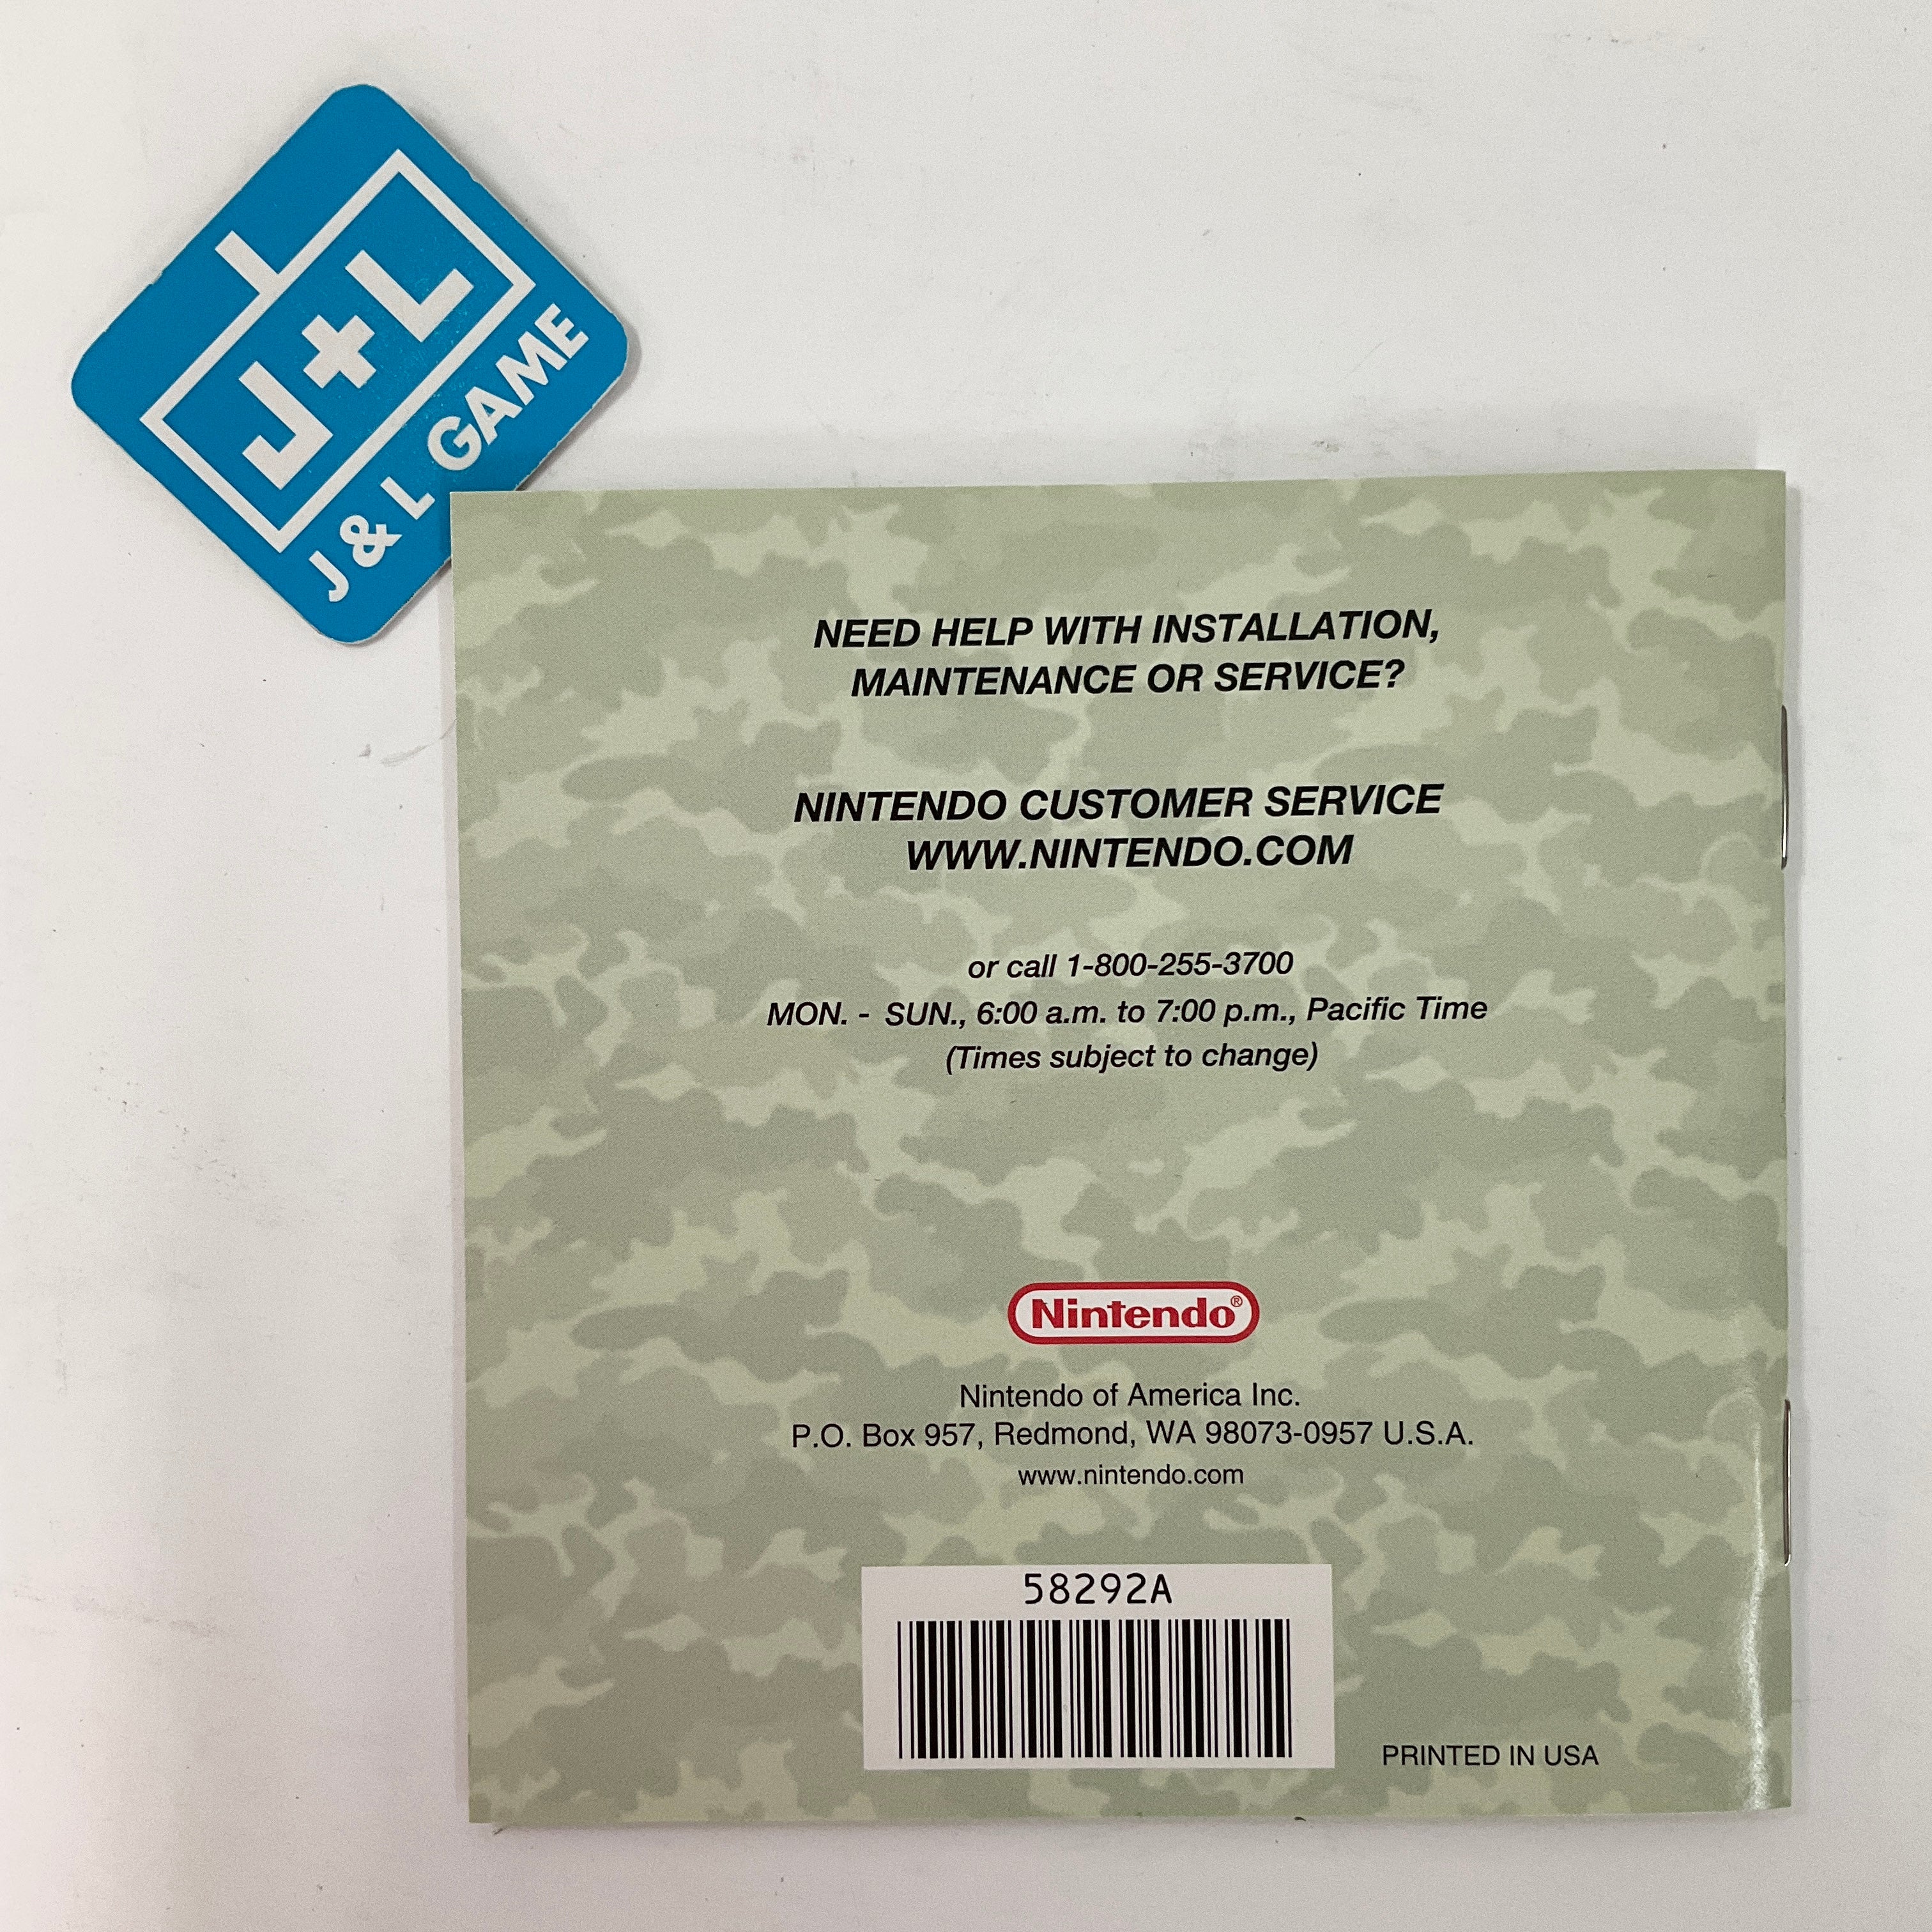 J+L
J & L GAME
NEED HELP WITH INSTALLATION,
MAINTENANCE OR SERVICE?
NINTENDO CUSTOMER SERVICE
WWW.NINTENDO.COM
or call 1-800-255-3700
MON. - SUN., 6:00 a.m. to 7:00 p.m., Pacific Time
(Times subject to change)
Nintendo®
Nintendo of America Inc.
P.O. Box 957, Redmond, WA 98073-0957 U.S.A.
www.nintendo.com
58292A
PRINTED IN USA